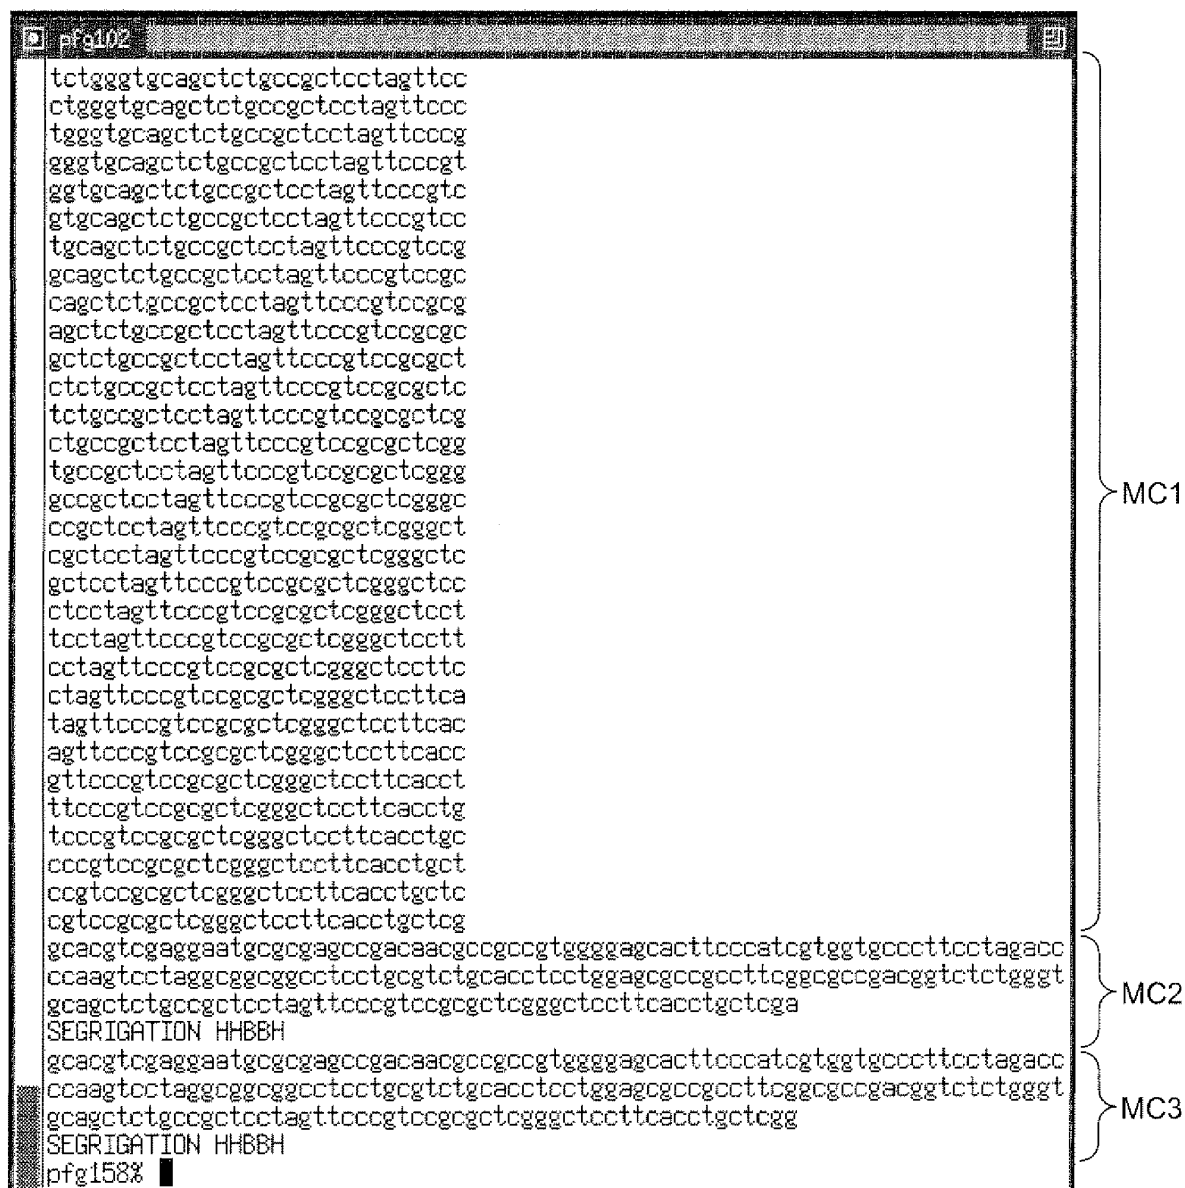 pfg102
tctgggtgcagctctgccgctcctagttcc
ctgggtgcagctctgccgctcctagttccc
tgggtgcagctctgccgctcctagttcccg
gggtgcagctctgccgctcctagttcccgt
ggtgcagctctgccgctcctagttcccgtc
gtgcagctctgccgctcctagttcccgtcc
tgcagctctgccgctcctagttcccgtccg
gcagctctgccgctcctagttcccgtccgc
cagctctgccgctcctagttcccgtccgcg
agctctgccgctcctagttcccgtccgcgc
gctctgccgctcctagttcccgtccgcgct
ctctgccgctcctagttcccgtccgcgctc
tctgccgctcctagttcccgtccgcgctcg
ctgccgctcctagttcccgtccgcgctcgg
tgccgctcctagttcccgtccgcgctcggg
gccgctcctagttcccgtccgcgctcgggc
ccgctcctagttcccgtccgcgctcgggct
cgctcctagttcccgtccgcgctcgggctc
gctcctagttcccgtccgcgctcgggctcc
ctcctagttcccgtccgcgctcgggctcct
tcctagttcccgtccgcgctcgggctcctt
cctagttcccgtccgcgctcgggctccttc
ctagttcccgtccgcgctcgggctccttca
tagttcccgtccgcgctcgggctccttcac
agttcccgtccgcgctcgggctccttcacc
gttcccgtccgcgctcgggctccttcacct
ttcccgtccgcgctcgggctccttcacctg
tcccgtccgcgctcgggctccttcacctgc
cccgtccgcgctcgggctccttcacctgct
ccgtccgcgctcgggctccttcacctgctc
cgtccgcgctcgggctccttcacctgctcg
MC1
gcacgtcgaggaatgcgcgagccgacaacgccgccgtgggggagcacttcccatcgtggtgcccttcctagacc
ccaagtcctaggcggcggcctcctgcgtctgcacctcctggagcgccgccttcggcgccgacggtctctgggt
gcagctctgccgctcctagttcccgtccgcgctcgggctccttcacctgctcga
SEGRIGATION HHBBH
MC2
gcacgtcgaggaatgcgcgagccgacaacgccgccgtgggggagcacttcccatcgtggtgcccttcctagacc
ccaagtcctaggcggcggcctcctgcgtctgcacctcctggagcgccgccttcggcgccgacggtctctgggt
gcagctctgccgctcctagttcccgtccgcgctcgggctccttcacctgctcgg
SEGRIGATION HHBBH
MC3
pfg158%